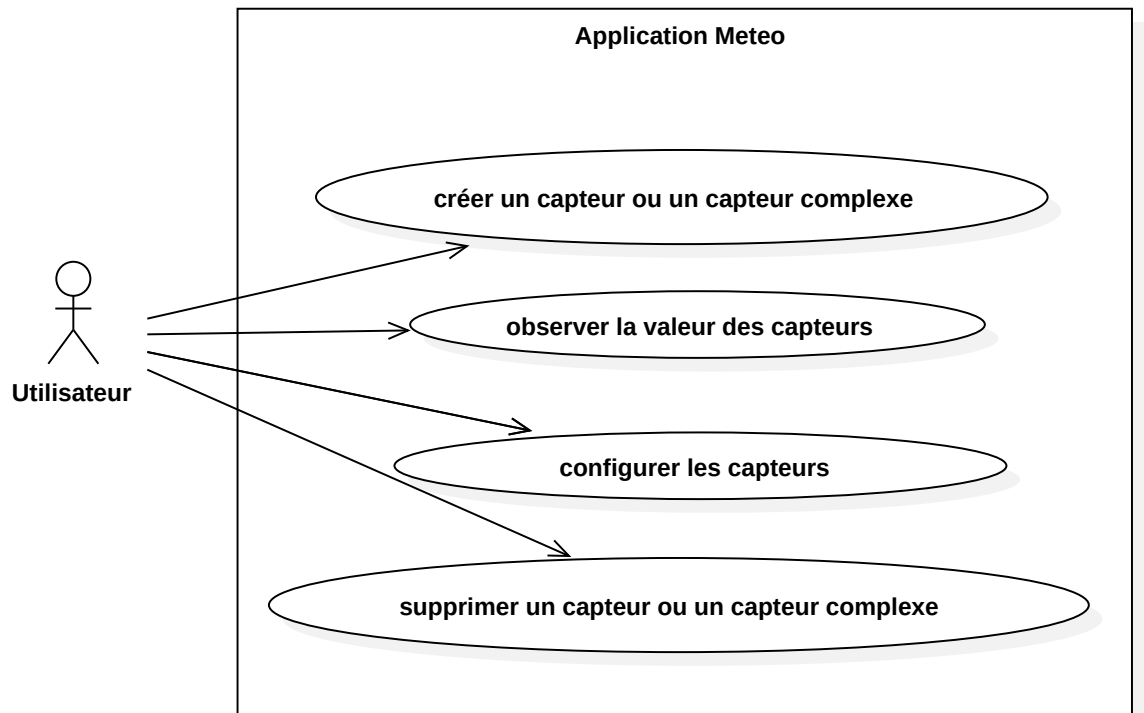 Application Meteo
créer un capteur ou un capteur complexe
observer la valeur des capteurs
Utilisateur
configurer les capteurs
supprimer un capteur ou un capteur complexe